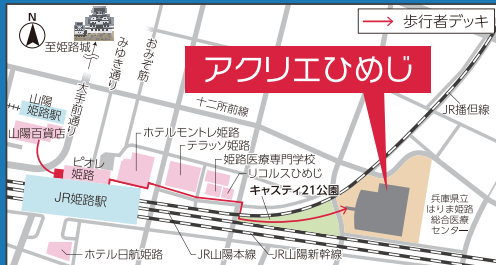 歩行者デッキ
N
至姫路城
大手前通り
みゆき通り
おみぞ筋
十二所前線
アクリエひめじ
JR播但線
山陽
姫路駅
山陽百貨店
ピオレ
姫路
JR姫路駅
ホテルモントレ姫路
テラッソ姫路
姫路医療専門学校
リコルスひめじ
キャスティ21公園
兵庫県立
はりま姫路
総合医療
センター
ホテル日航姫路
JR山陽本線
JR山陽新幹線